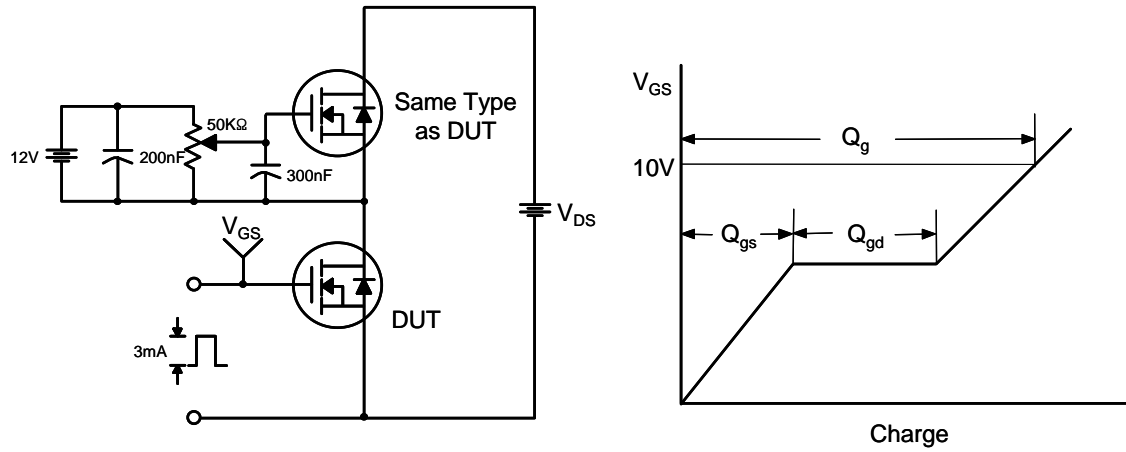 Same Type
as DUT
50KΩ
12V
200nF
300nF
V_DS
V_GS
DUT
3mA
V_GS
10V
Q_g
Q_gs
Q_gd
Charge